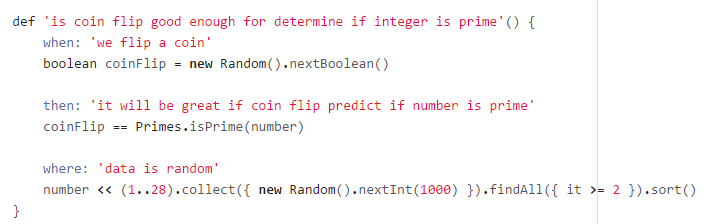 def 'is coin flip good enough for determine if integer is prime'() {
when: 'we flip a coin'
boolean coinFlip = new Random().nextBoolean()
then: 'it will be great if coin flip predict if number is prime'
coinFlip == Primes.isPrime(number)
where: 'data is random'
number << (1..28).collect({ new Random().nextInt(1000) }).findAll({ it >= 2 }).sort()
}